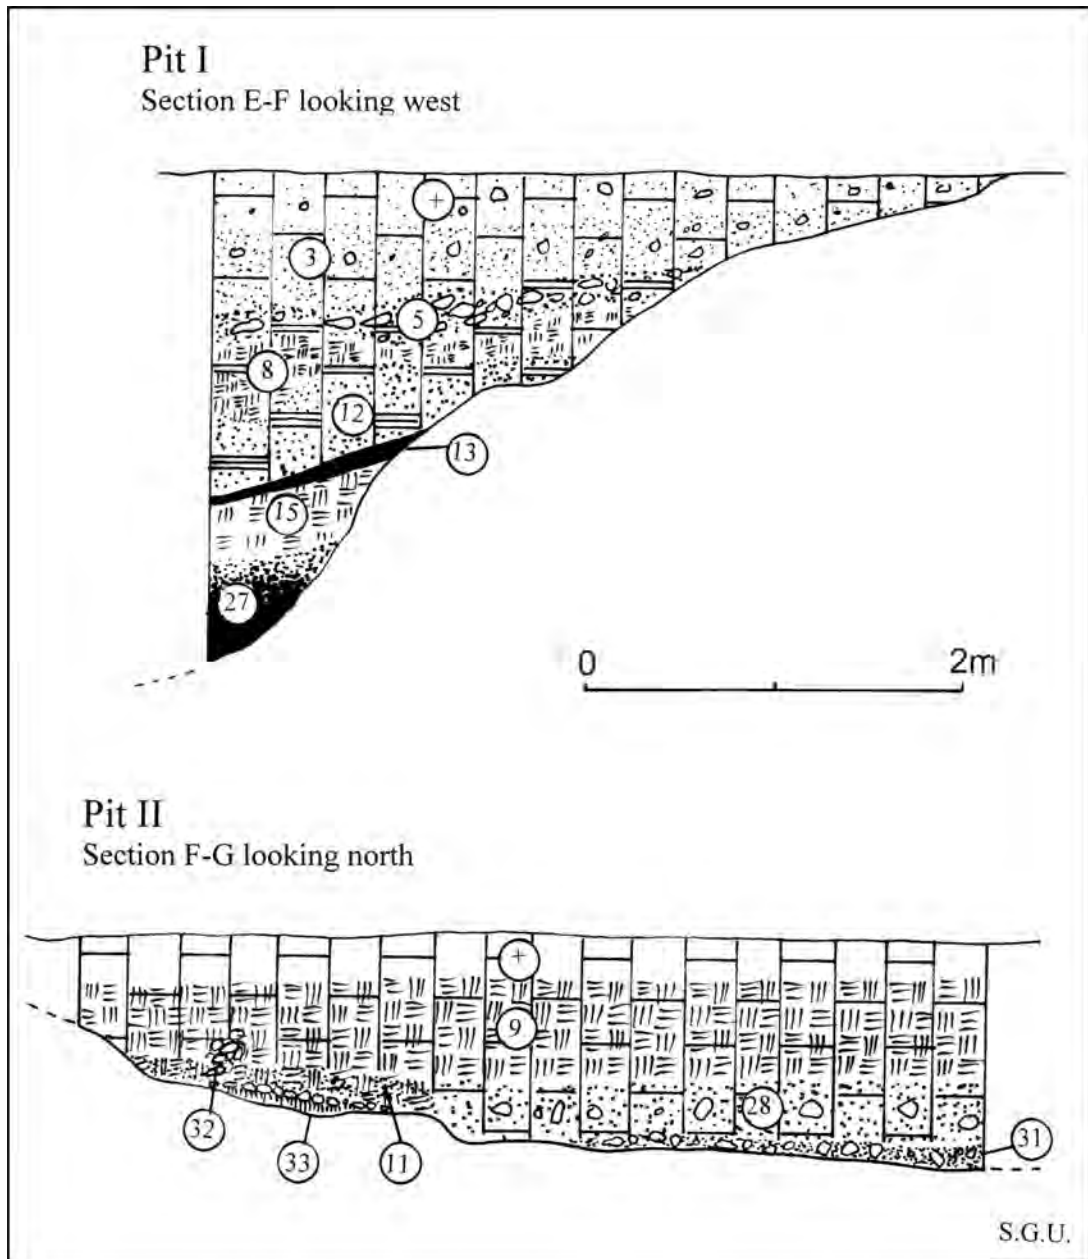 Pit I
Section E-F looking west
+
3
5
8
12
13
15
27
0 2m
Pit II
Section F-G looking north
+
9
28
32
33
11
31
S.G.U.